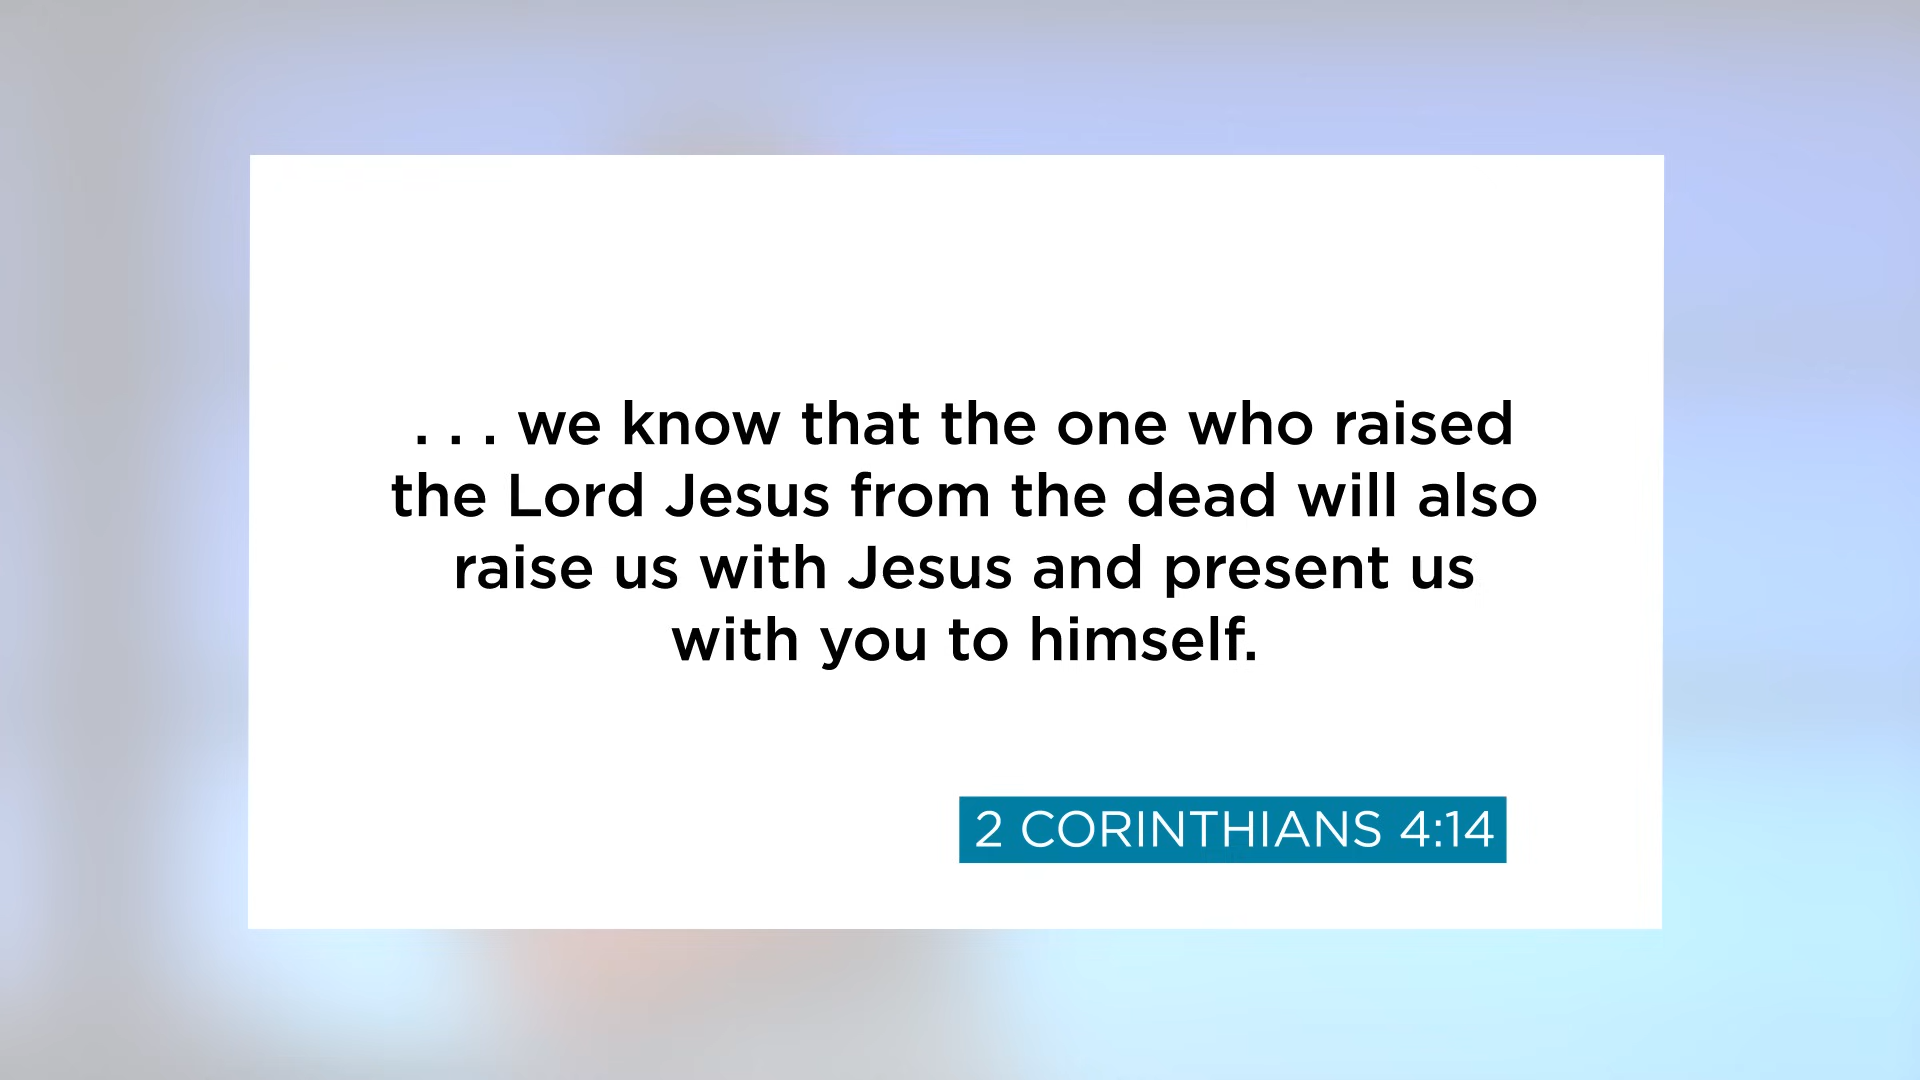 . . . we know that the one who raised
the Lord Jesus from the dead will also
raise us with Jesus and present us
with you to himself.
2 CORINTHIANS 4:14